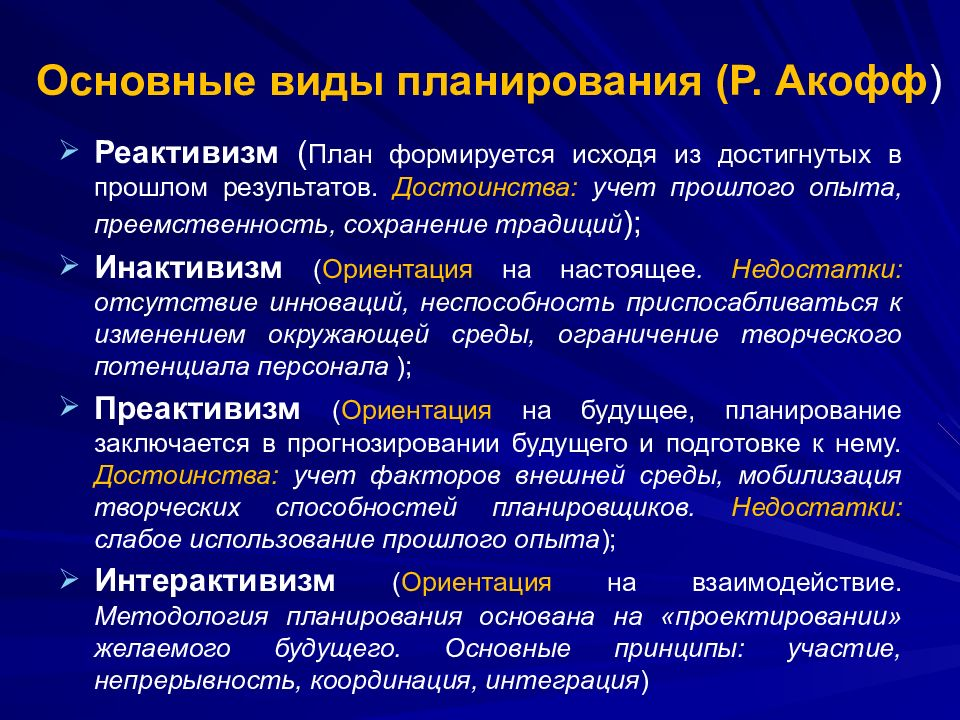 Основные виды планирования (Р. Акофф)
Реактивизм (План формируется исходя из достигнутых в
прошлом результатов. Достоинства: учет прошлого опыта,
преемственность, сохранение традиций);
Инактивизм (Ориентация на настоящее. Недостатки:
отсутствие инноваций, неспособность приспосабливаться к
изменением окружающей среды, ограничение творческого
потенциала персонала );
Преактивизм (Ориентация на будущее, планирование
заключается в прогнозировании будущего и подготовке к нему.
Достоинства: учет факторов внешней среды, мобилизация
творческих способностей планировщиков. Недостатки:
слабое использование прошлого опыта);
Интерактивизм (Ориентация на взаимодействие.
Методология планирования основана на «проектировании»
желаемого будущего. Основные принципы: участие,
непрерывность, координация, интеграция)